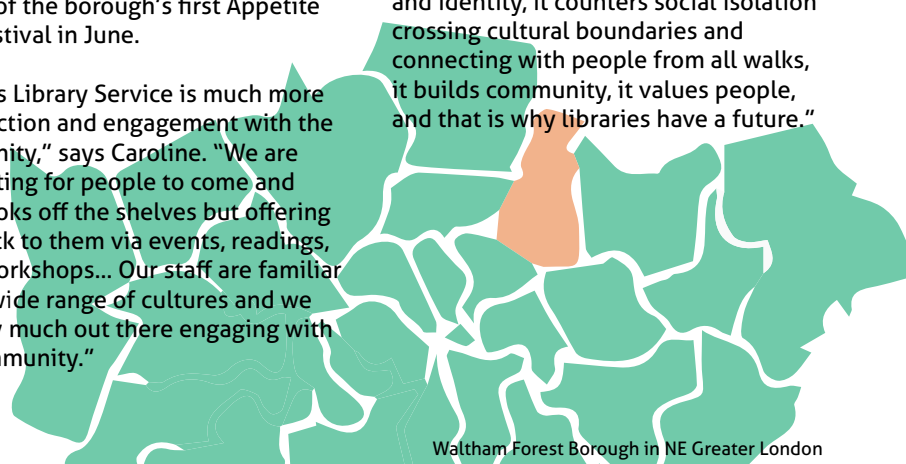 of the borough's first Appetite
stival in June.
s Library Service is much more
ction and engagement with the
nity,” says Caroline. “We are
ting for people to come and
oks off the shelves but offering
ck to them via events, readings,
workshops... Our staff are familiar
wide range of cultures and we
y much out there engaging with
mmunity.”
and identity, it counters social isolation
crossing cultural boundaries and
connecting with people from all walks,
it builds community, it values people,
and that is why libraries have a future.”
Waltham Forest Borough in NE Greater London